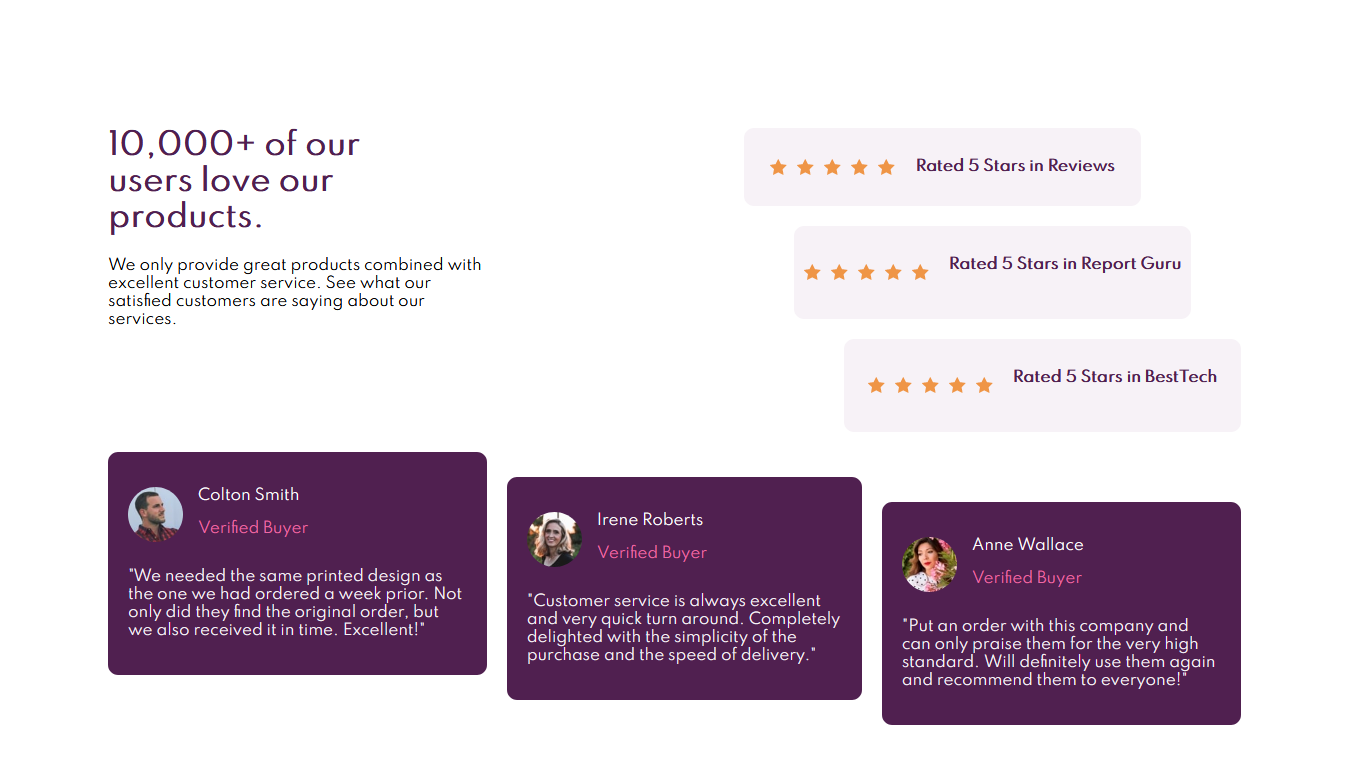 10,000+ of our
users love our
products.
We only provide great products combined with
excellent customer service. See what our
satisfied customers are saying about our
services.
Rated 5 Stars in Reviews
Rated 5 Stars in Report Guru
Rated 5 Stars in BestTech
Colton Smith
Verified Buyer
"We needed the same printed design as
the one we had ordered a week prior. Not
only did they find the original order, but
we also received it in time. Excellent!"
Irene Roberts
Verified Buyer
"Customer service is always excellent
and very quick turn around. Completely
delighted with the simplicity of the
purchase and the speed of delivery."
Anne Wallace
Verified Buyer
"Put an order with this company and
can only praise them for the very high
standard. Will definitely use them again
and recommend them to everyone!"